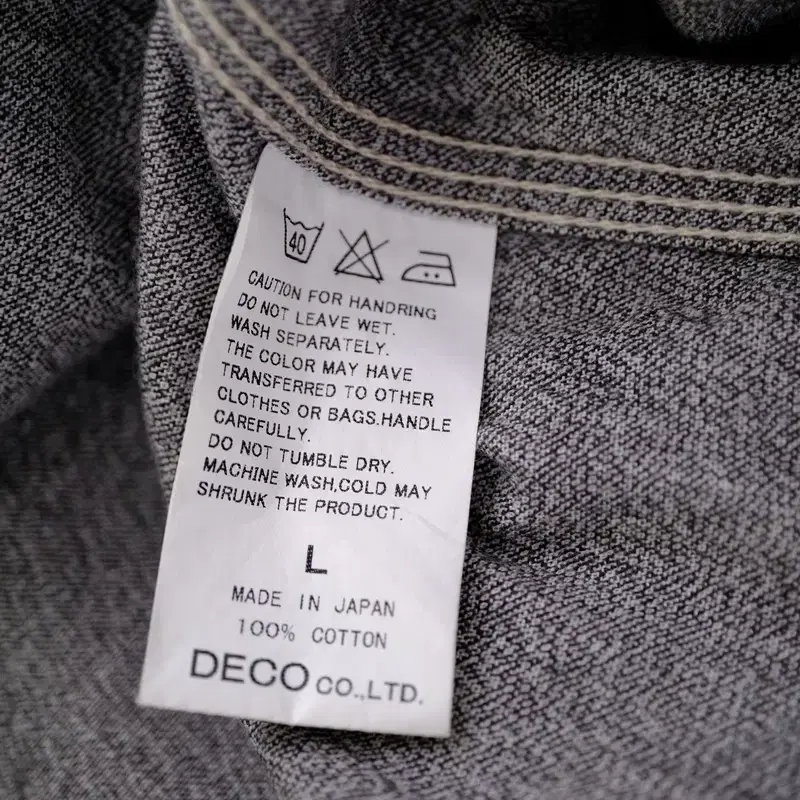 40
CAUTION FOR HANDRING
DO NOT LEAVE WET.
WASH SEPARATELY.
THE COLOR MAY HAVE
TRANSFERRED TO OTHER
CLOTHES OR BAGS.HANDLE
CAREFULLY.
DO NOT TUMBLE DRY.
MACHINE WASH,COLD MAY
SHRUNK THE PRODUCT.
L
MADE IN JAPAN
100% COTTON
DECO CO.,LTD.